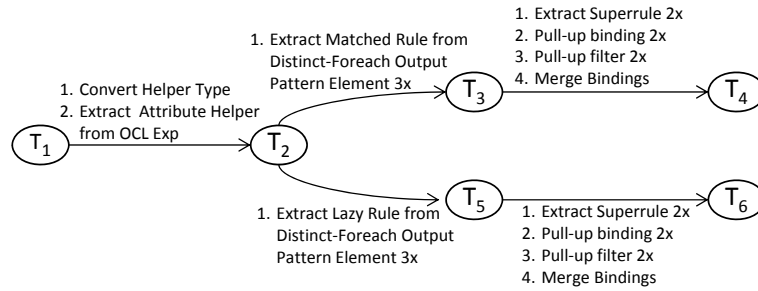 1. Convert Helper Type
2. Extract Attribute Helper
from OCL Exp
T1
T2
1. Extract Matched Rule from
Distinct-Foreach Output
Pattern Element 3x
T3
1. Extract Superrule 2x
2. Pull-up binding 2x
3. Pull-up filter 2x
4. Merge Bindings
T4
1. Extract Lazy Rule from
Distinct-Foreach Output
Pattern Element 3x
T5
1. Extract Superrule 2x
2. Pull-up binding 2x
3. Pull-up filter 2x
4. Merge Bindings
T6